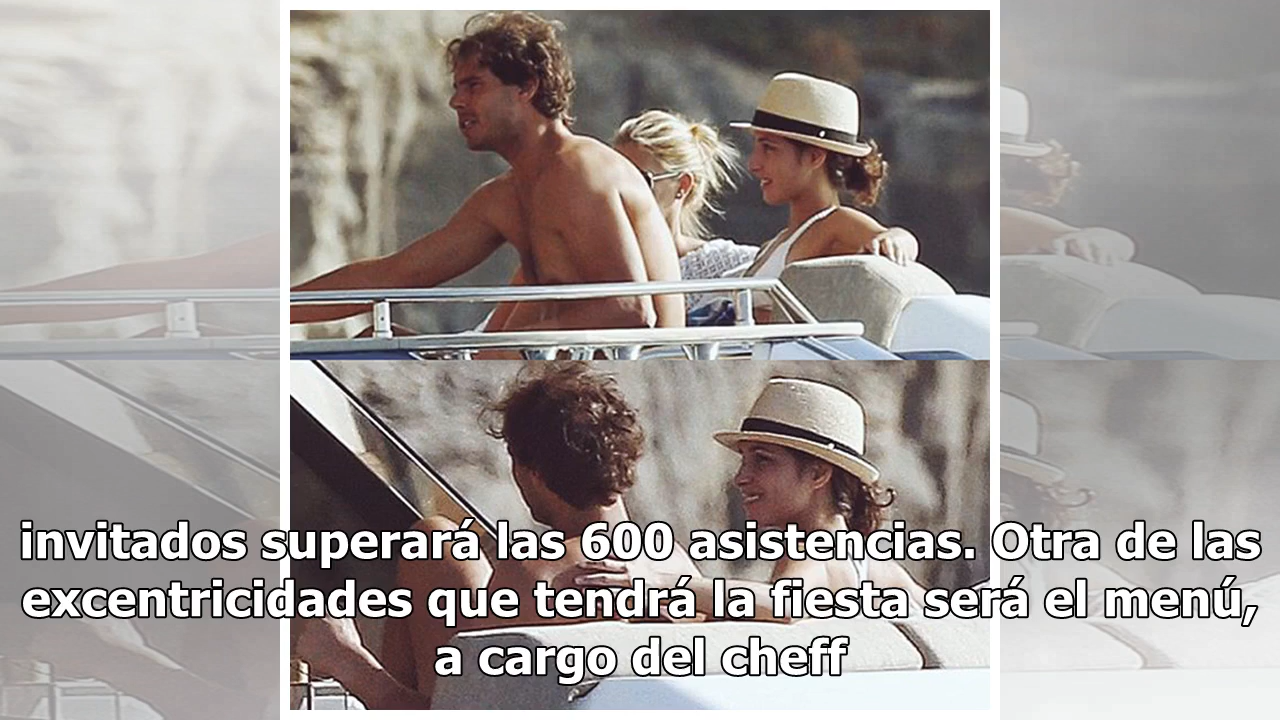 invitados superará las 600 asistencias. Otra de las
excentricidades que tendrá la fiesta será el menú,
a cargo del cheff